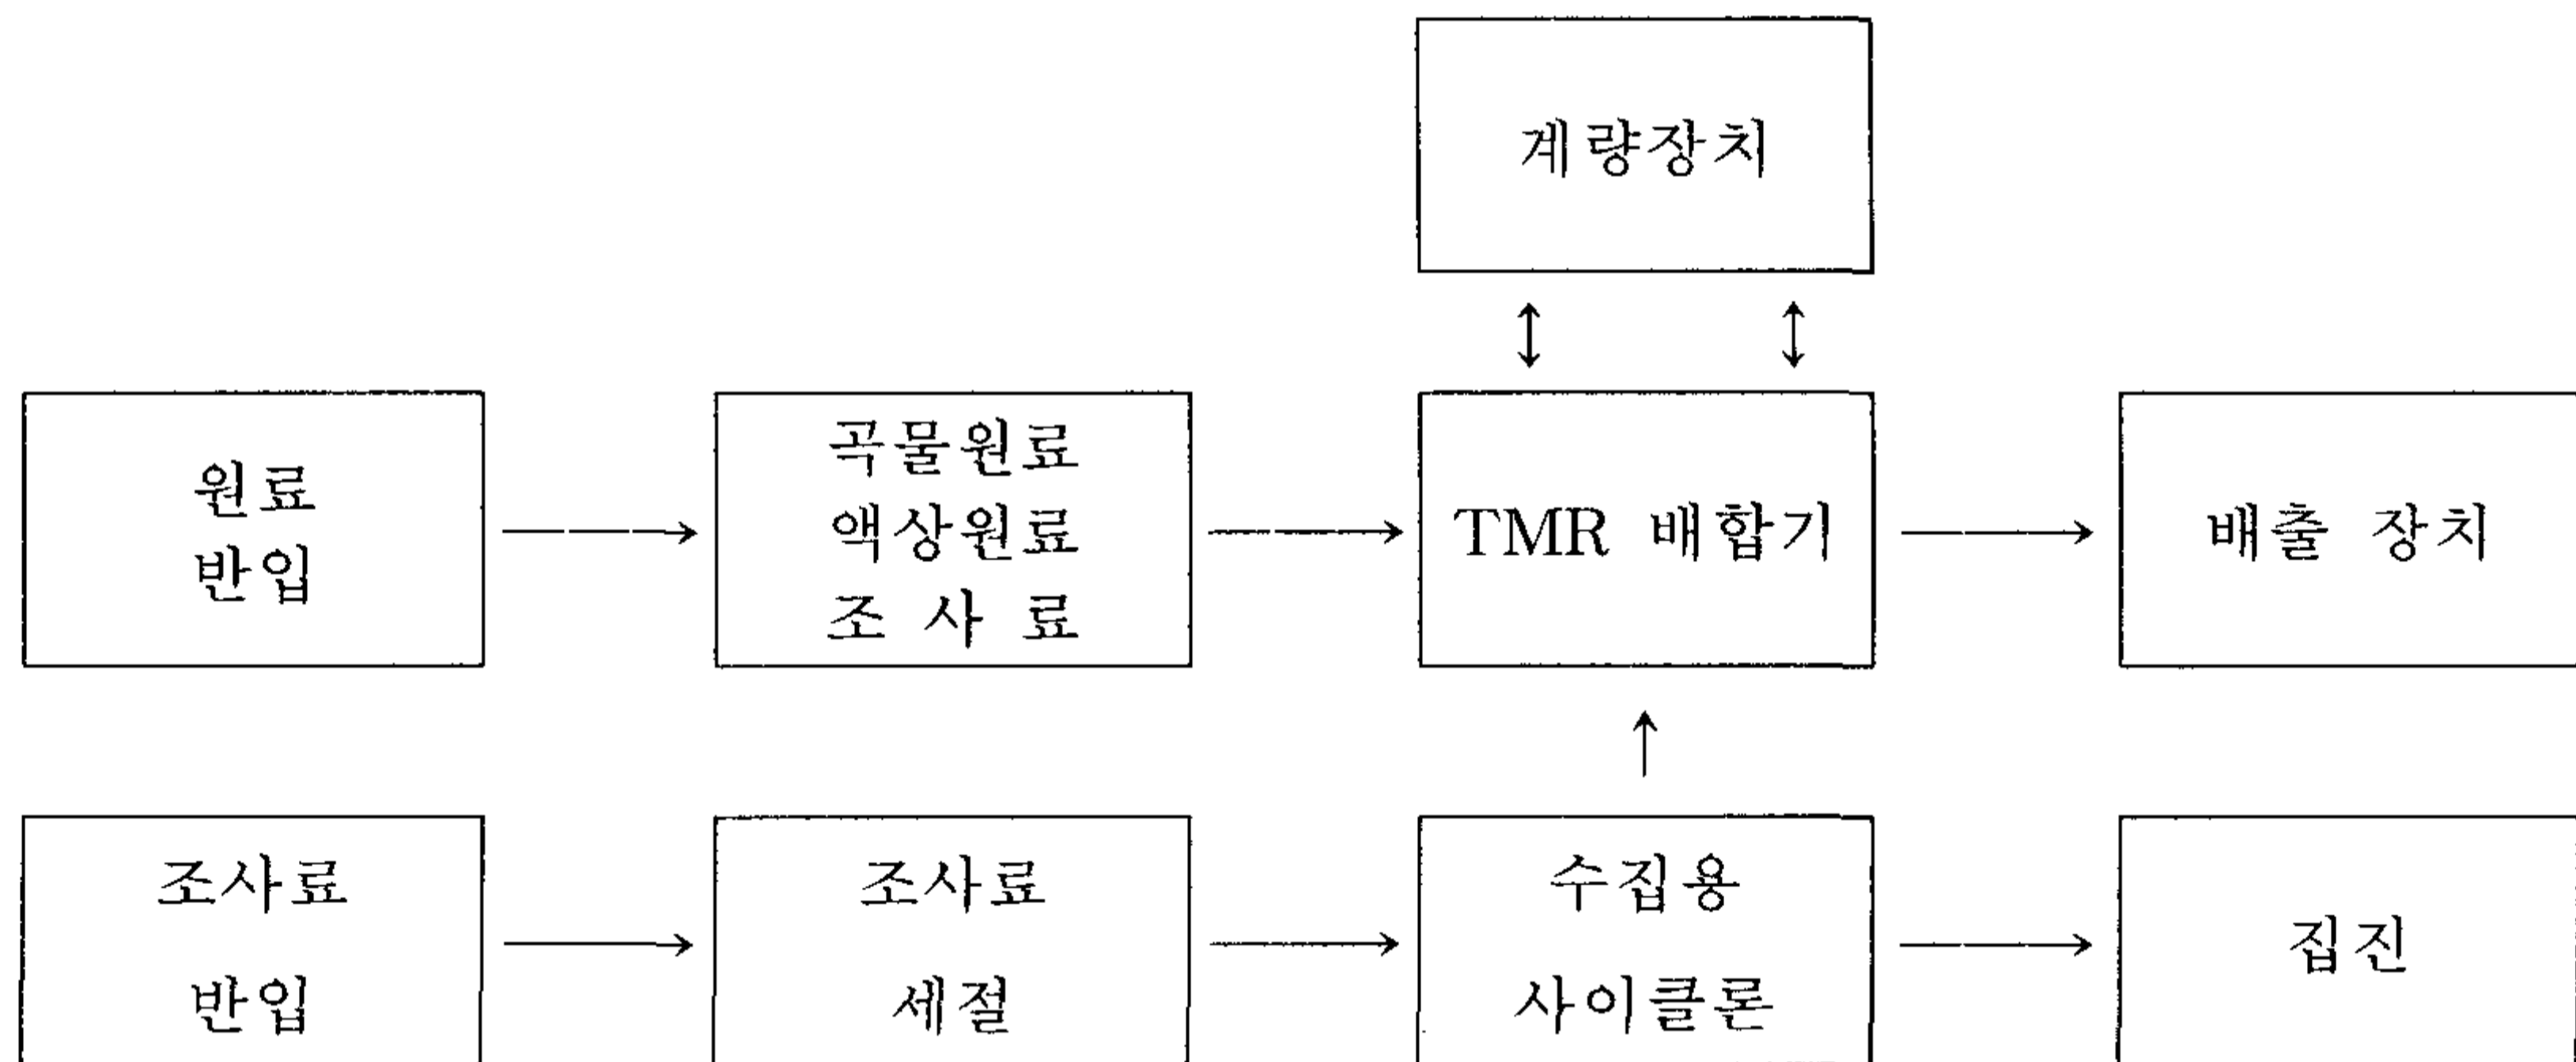 계량장치
원료
반입
곡물원료
액상원료
조 사 료
TMR 배합기
배출 장치
조사료
반입
조사료
세절
수집용
사이클론
집진